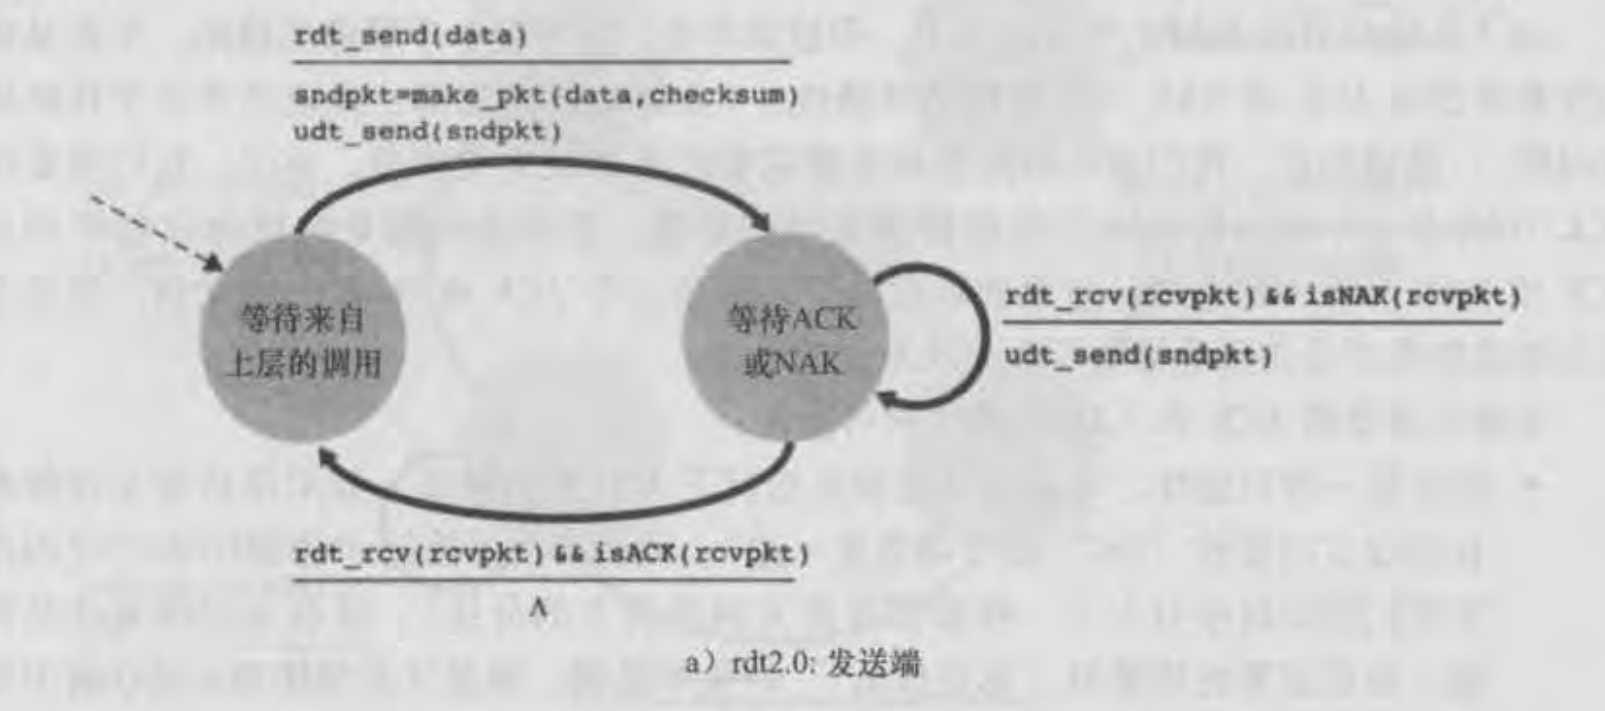 rdt_send(data)
sndpkt=make_pkt(data,checksum)
udt_send(sndpkt)
等待来自
上层的调用
等待ACK
或NAK
rdt_rcv(rcvpkt)&&isNAK(rcvpkt)
udt_send(sndpkt)
rdt_rcv(rcvpkt)&&isACK(rcvpkt)
Λ
a）rdt2.0: 发送端